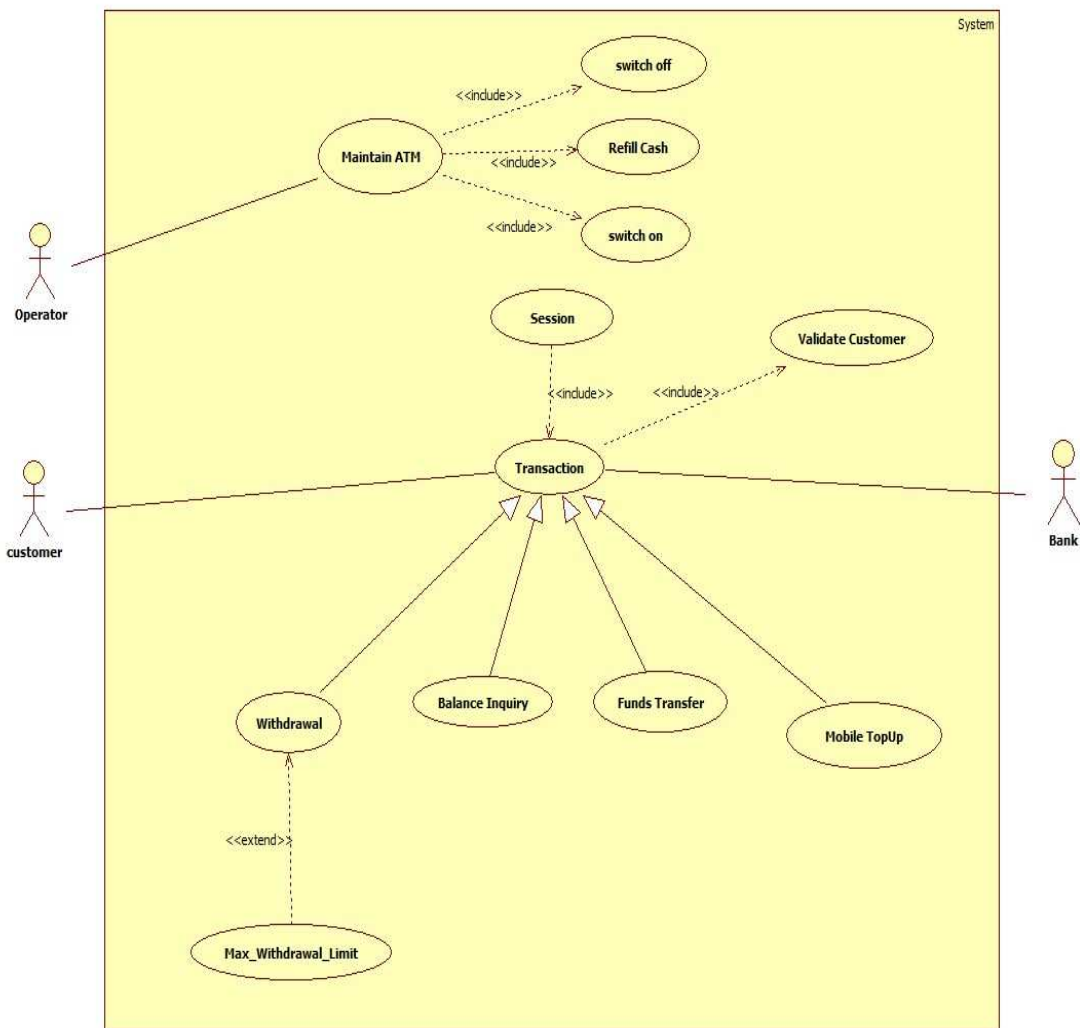 System
switch off
<<include>>
Maintain ATM
Refill Cash
<<include>>
<<include>>
switch on
Operator
Session
Validate Customer
<<include>>
<<include>>
Transaction
customer
Bank
Withdrawal
Balance Inquiry
Funds Transfer
Mobile TopUp
<<extend>>
Max_Withdrawal_Limit